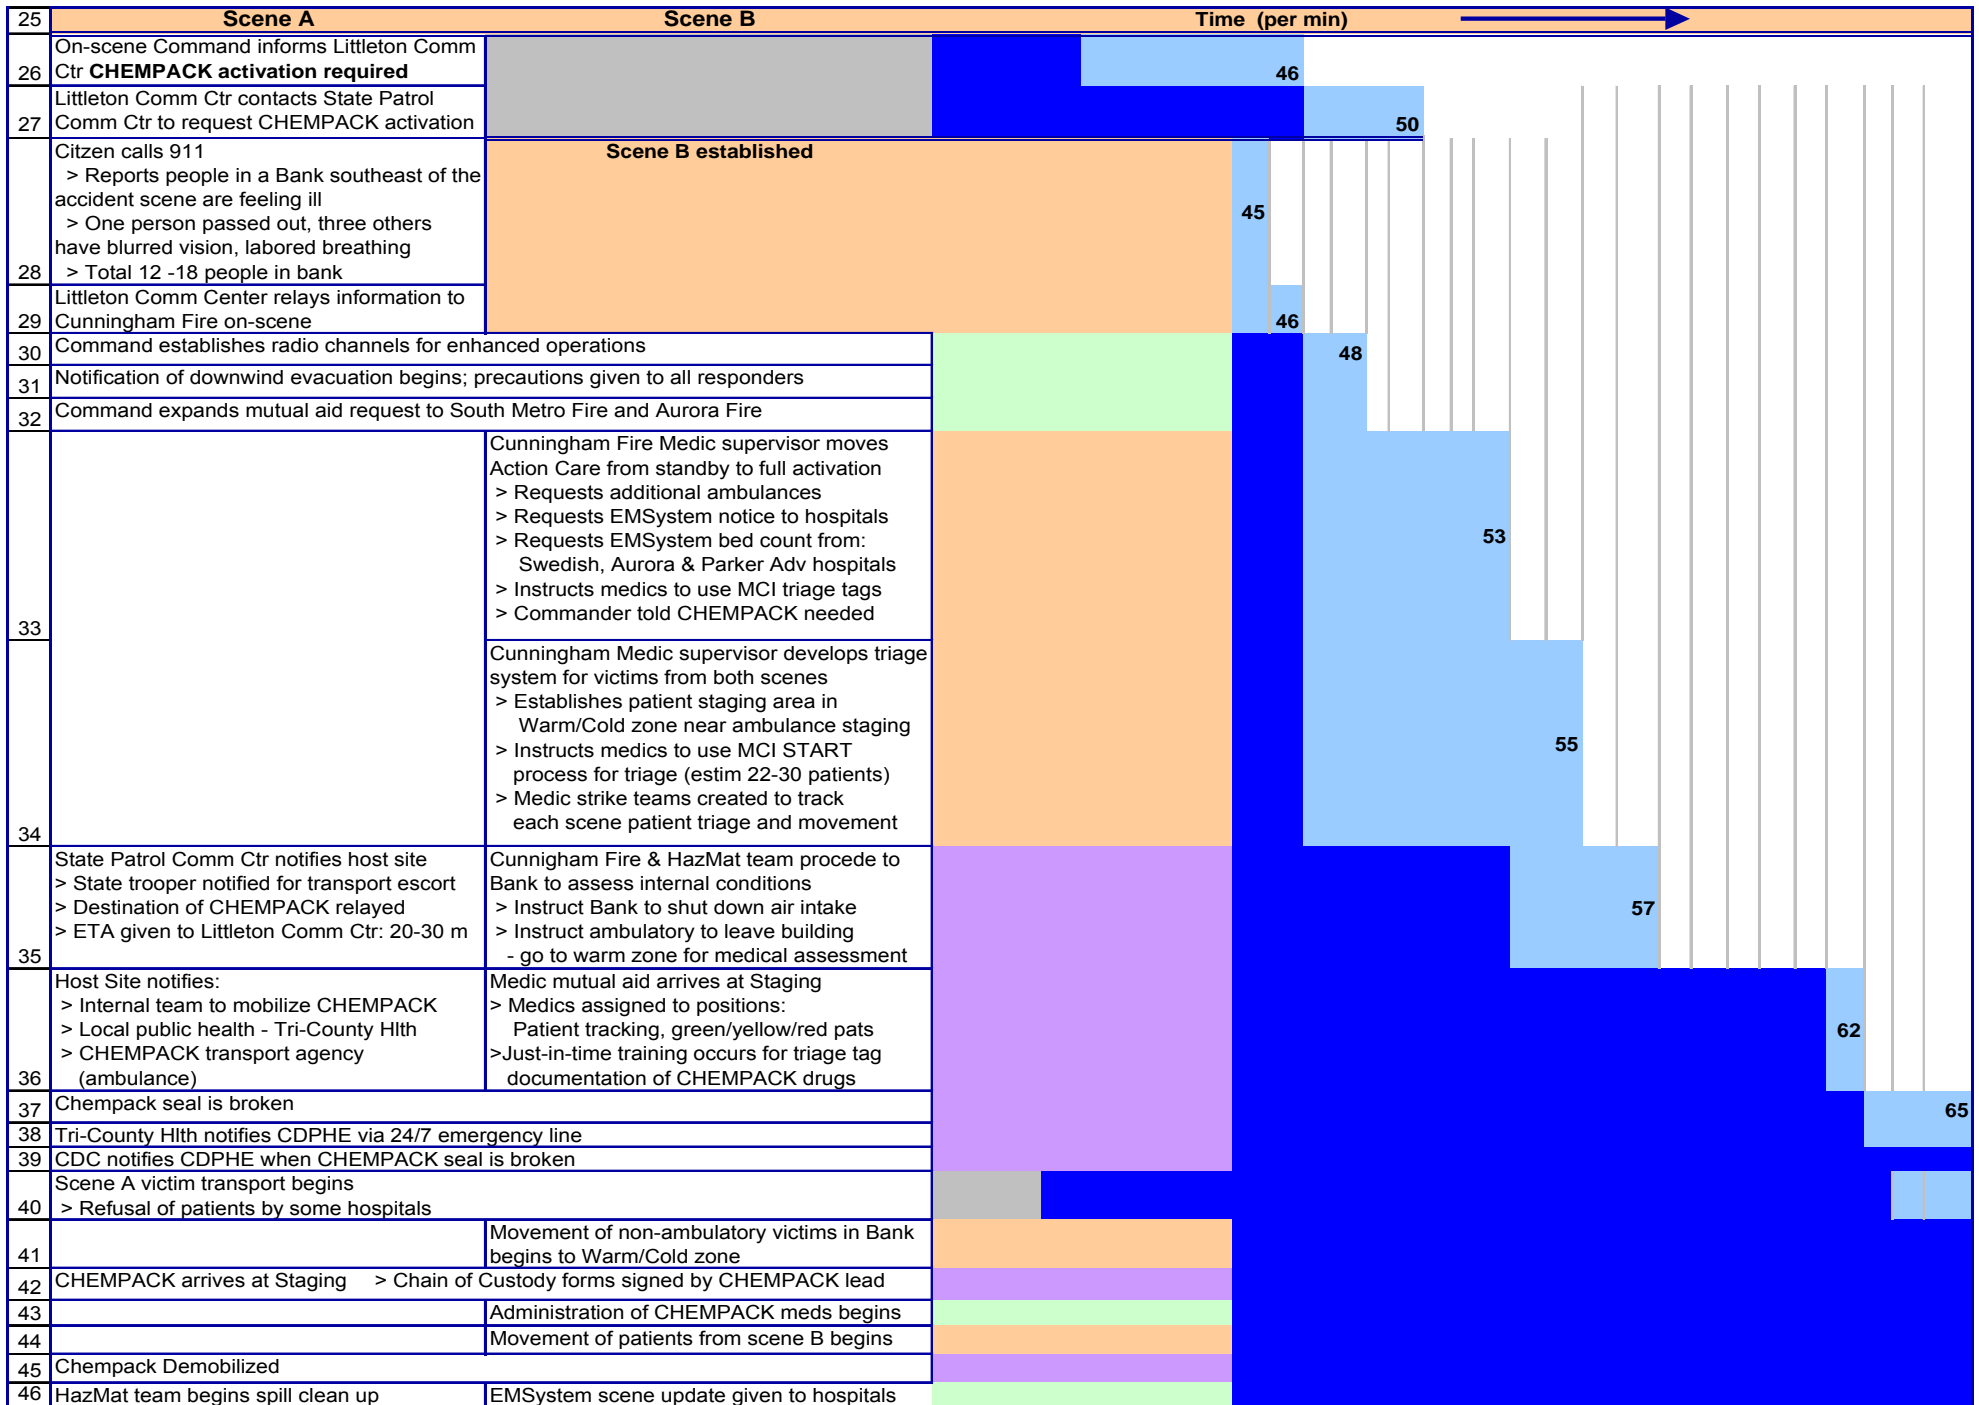 25 Scene A Scene B Time (per min)
On-scene Command informs Littleton Comm
26 Ctr CHEMPACK activation required 46
Littleton Comm Ctr contacts State Patrol
27 Comm Ctr to request CHEMPACK activation 50
Citzen calls 911 Scene B established
> Reports people in a Bank southeast of the
accident scene are feeling ill
> One person passed out, three others 45
have blurred vision, labored breathing
28 > Total 12 -18 people in bank
Littleton Comm Center relays information to
29 Cunningham Fire on-scene 46
30 Command establishes radio channels for enhanced operations 48
31 Notification of downwind evacuation begins; precautions given to all responders
32 Command expands mutual aid request to South Metro Fire and Aurora Fire
Cunningham Fire Medic supervisor moves
Action Care from standby to full activation
> Requests additional ambulances
> Requests EMSystem notice to hospitals
> Requests EMSystem bed count from: 53
Swedish, Aurora & Parker Adv hospitals
> Instructs medics to use MCI triage tags
> Commander told CHEMPACK needed
33
Cunningham Medic supervisor develops triage
system for victims from both scenes
> Establishes patient staging area in
Warm/Cold zone near ambulance staging
> Instructs medics to use MCI START 55
process for triage (estim 22-30 patients)
> Medic strike teams created to track
34 each scene patient triage and movement
State Patrol Comm Ctr notifies host site Cunnigham Fire & HazMat team procede to
> State trooper notified for transport escort Bank to assess internal conditions
> Destination of CHEMPACK relayed > Instruct Bank to shut down air intake 57
> ETA given to Littleton Comm Ctr: 20-30 m > Instruct ambulatory to leave building
35 - go to warm zone for medical assessment
Host Site notifies: Medic mutual aid arrives at Staging
> Internal team to mobilize CHEMPACK > Medics assigned to positions:
> Local public health - Tri-County Hlth Patient tracking, green/yellow/red pats 62
> CHEMPACK transport agency >Just-in-time training occurs for triage tag
36 (ambulance) documentation of CHEMPACK drugs
37 Chempack seal is broken 65
38 Tri-County Hlth notifies CDPHE via 24/7 emergency line
39 CDC notifies CDPHE when CHEMPACK seal is broken
Scene A victim transport begins
40 > Refusal of patients by some hospitals
Movement of non-ambulatory victims in Bank
41 begins to Warm/Cold zone
42 CHEMPACK arrives at Staging > Chain of Custody forms signed by CHEMPACK lead
43 Administration of CHEMPACK meds begins
44 Movement of patients from scene B begins
45 Chempack Demobilized
46 HazMat team begins spill clean up EMSystem scene update given to hospitals